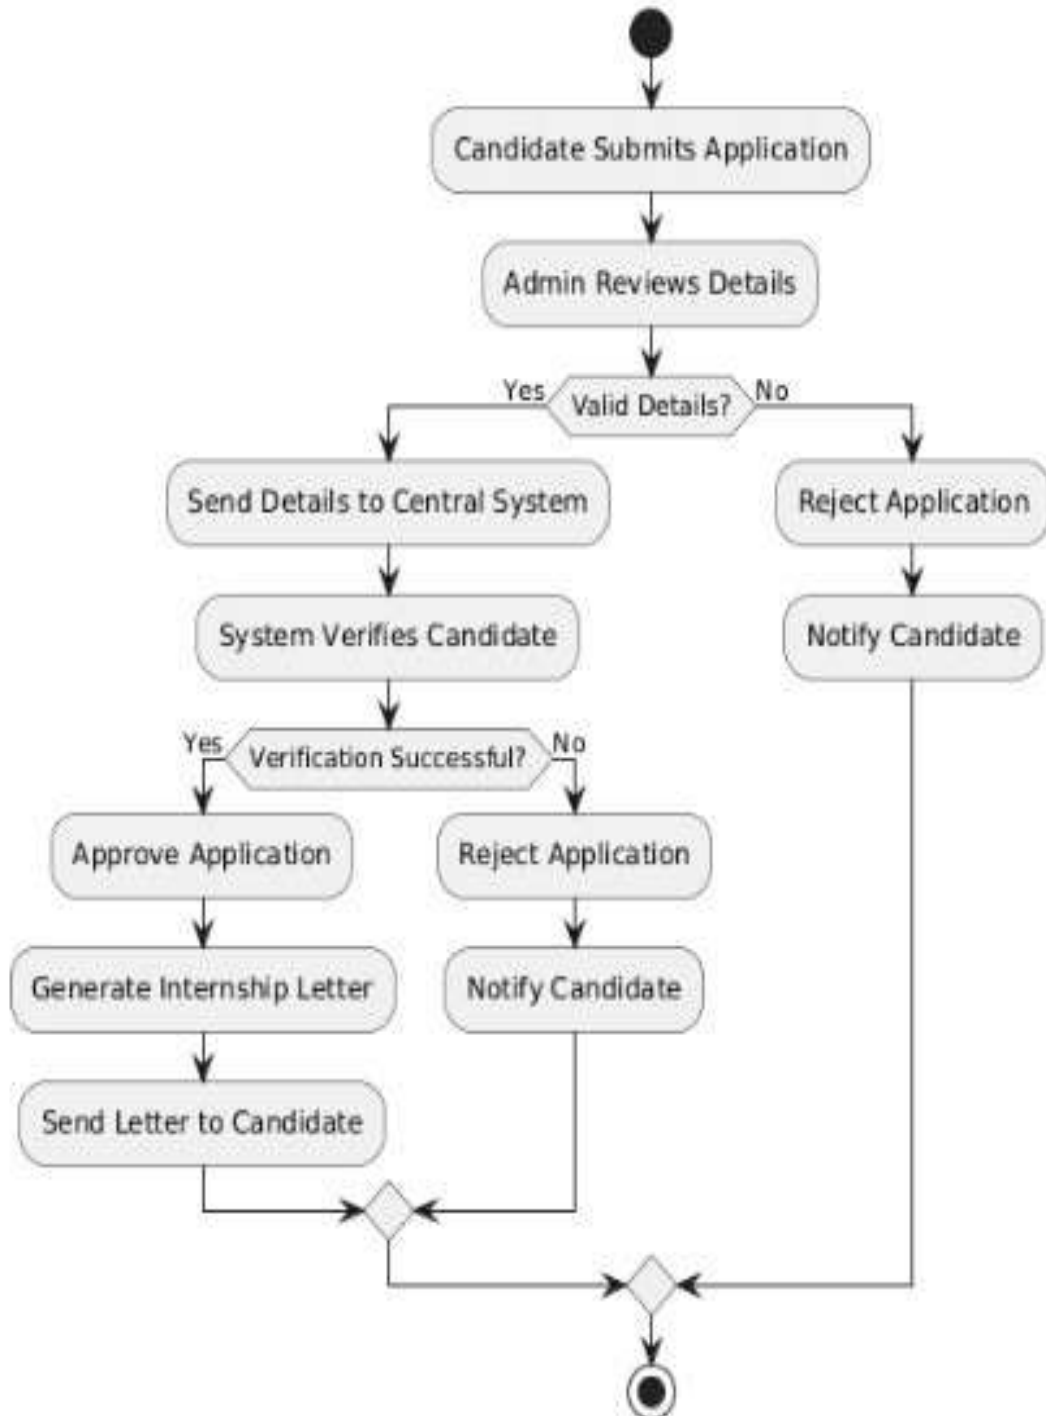 Candidate Submits Application
Admin Reviews Details
Yes
Valid Details?
No
Send Details to Central System
Reject Application
System Verifies Candidate
Notify Candidate
Yes
Verification Successful?
No
Approve Application
Reject Application
Generate Internship Letter
Notify Candidate
Send Letter to Candidate